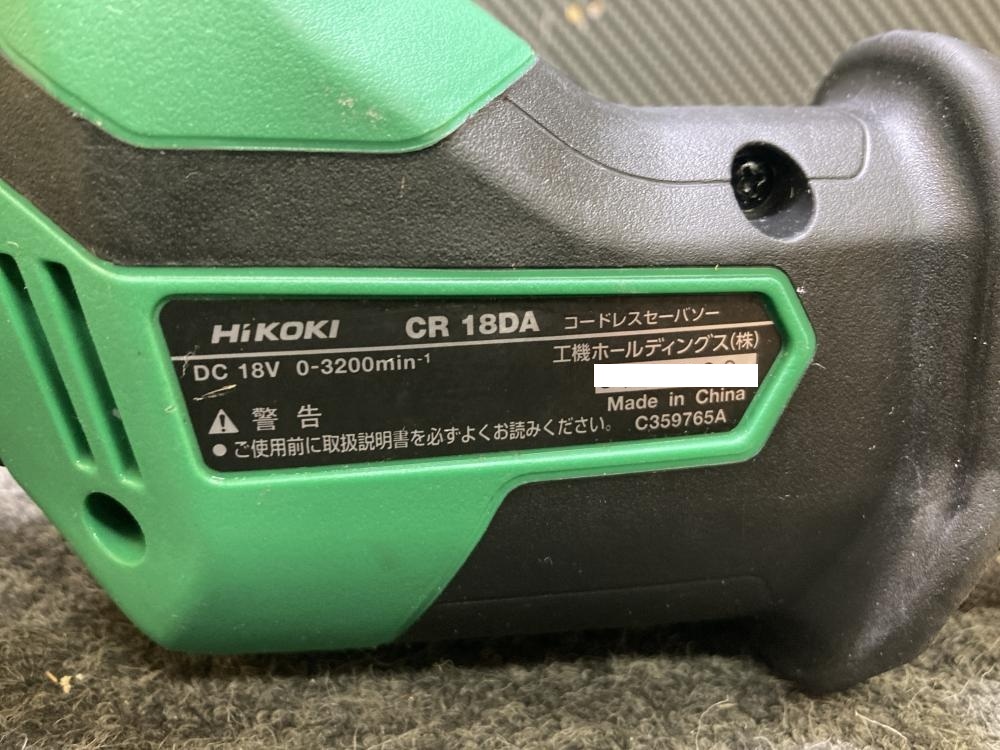 HiKOKI CR 18DA コードレスセーバソー
DC 18V 0-3200min-1 工機ホールディングス(株)
Made in China
警告 C359765A
●ご使用前に取扱説明書を必ずよくお読みください。